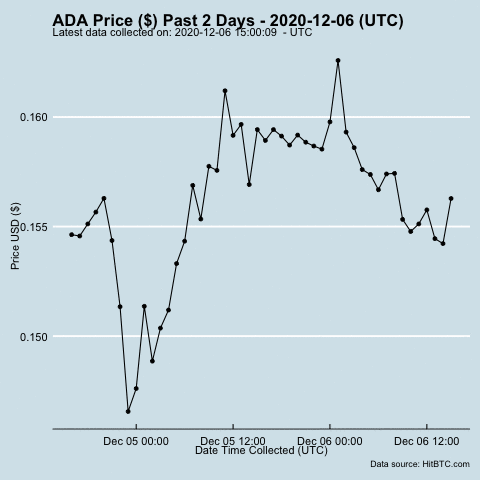 ADA Price ($) Past 2 Days - 2020-12-06 (UTC)
Latest data collected on: 2020-12-06 15:00:09  - UTC
0.160
0.155
0.150
Price USD ($)
Dec 05 00:00 Dec 05 12:00 Dec 06 00:00 Dec 06 12:00
Date Time Collected (UTC)
Data source: HitBTC.com